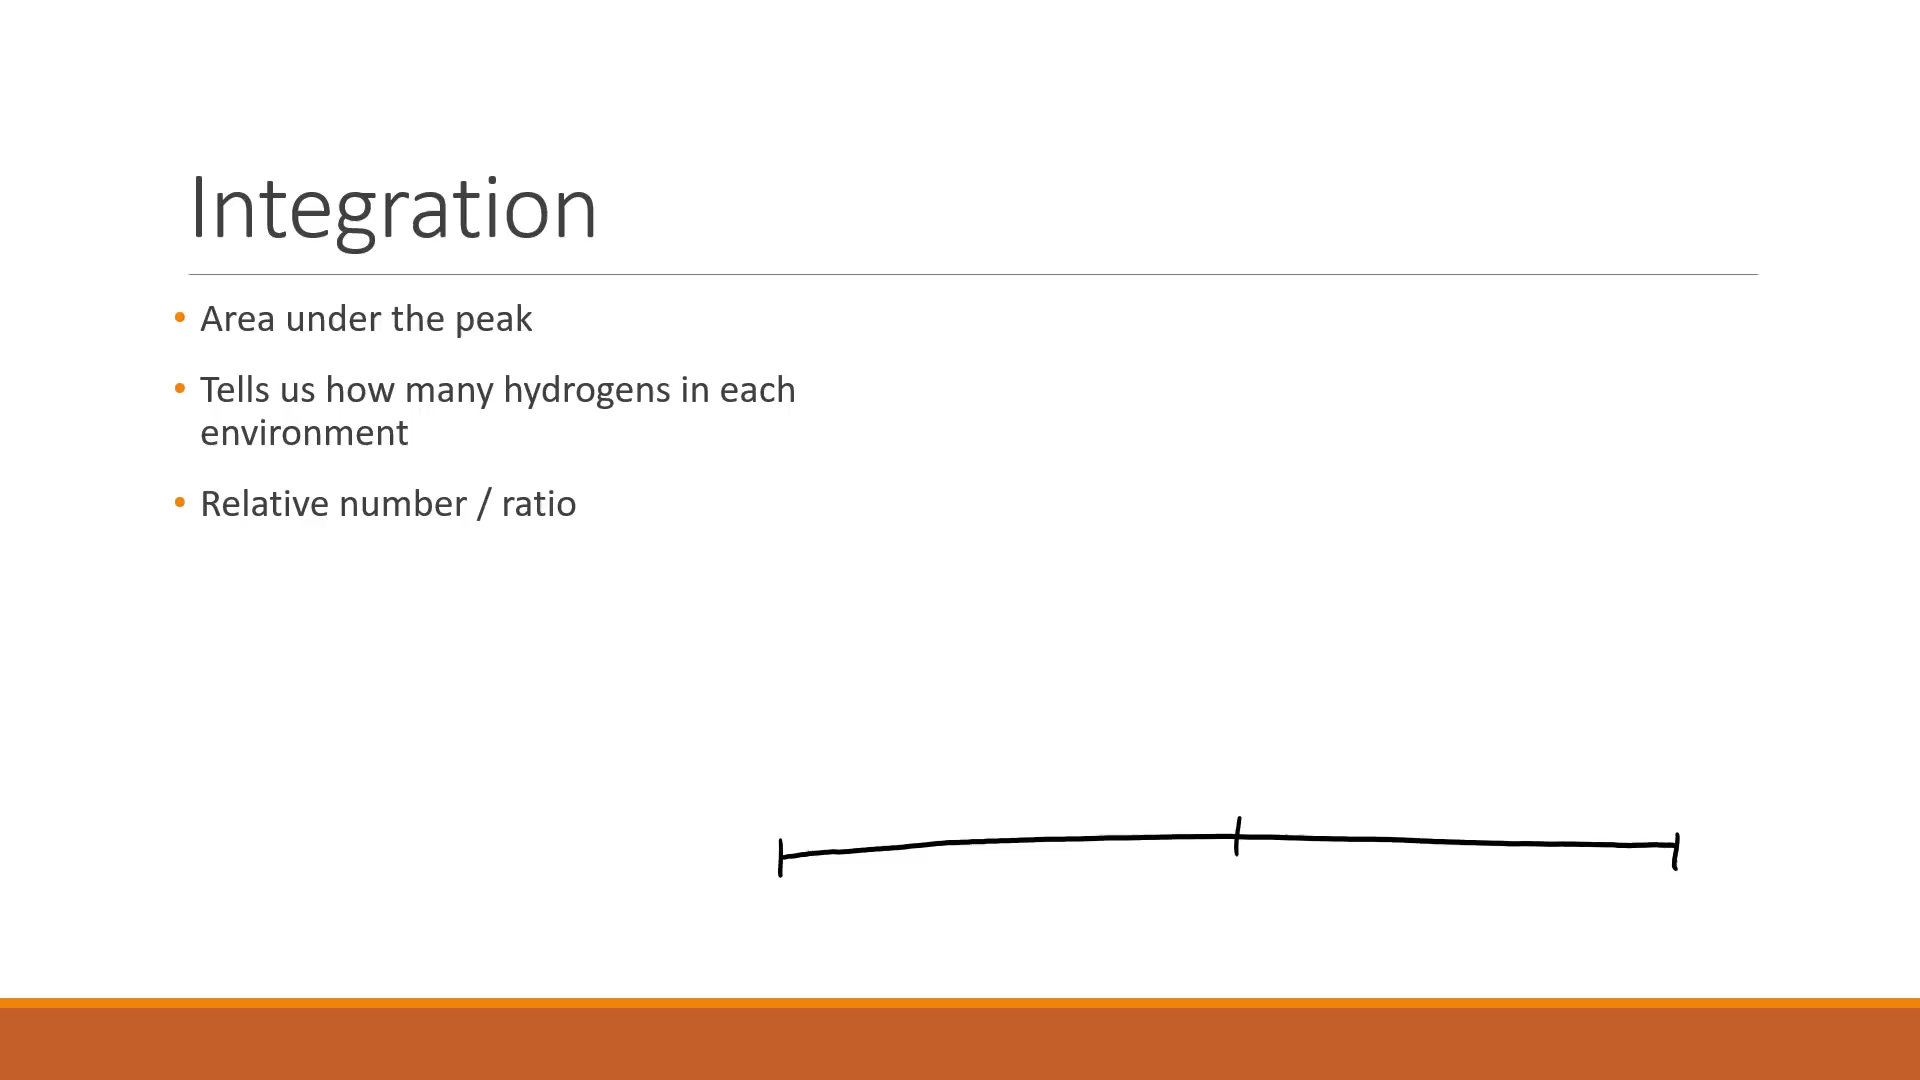 Integration
• Area under the peak
• Tells us how many hydrogens in each
environment
• Relative number / ratio